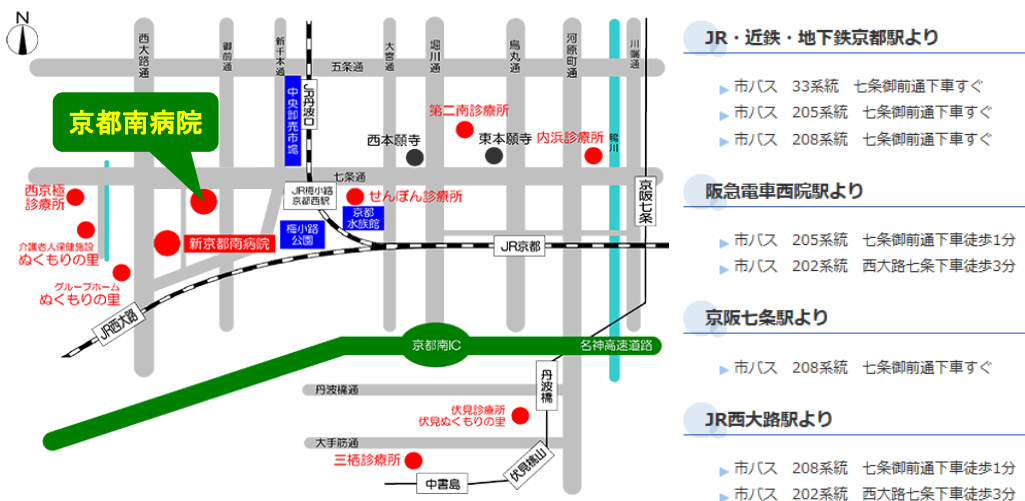 N
西大路通
御前通
新千本通
大宮通
堀川通
烏丸通
河原町通
川端通
五条通
JR丹波口
中央卸売市場
京都南病院
第二南診療所
西本願寺
東本願寺
内浜診療所
鴨川
七条通
京阪七条
西京極
診療所
JR梅小路
京都西駅
せんぽん診療所
京都
水族館
梅小路
公園
新京都南病院
介護老人保健施設
ぬくもりの里
JR京都
グループホーム
ぬくもりの里
JR西大路
京都南IC
名神高速道路
丹波橋通
丹波橋
伏見診療所
伏見ぬくもりの里
大手筋通
三栖診療所
伏見桃山
中書島
JR・近鉄・地下鉄京都駅より
市バス 33系統 七条御前通下車すぐ
市バス 205系統 七条御前通下車すぐ
市バス 208系統 七条御前通下車すぐ
阪急電車西院駅より
市バス 205系統 七条御前通下車徒歩1分
市バス 202系統 西大路七条下車徒歩3分
京阪七条駅より
市バス 208系統 七条御前通下車すぐ
JR西大路駅より
市バス 208系統 七条御前通下車徒歩1分
市バス 202系統 西大路七条下車徒歩3分